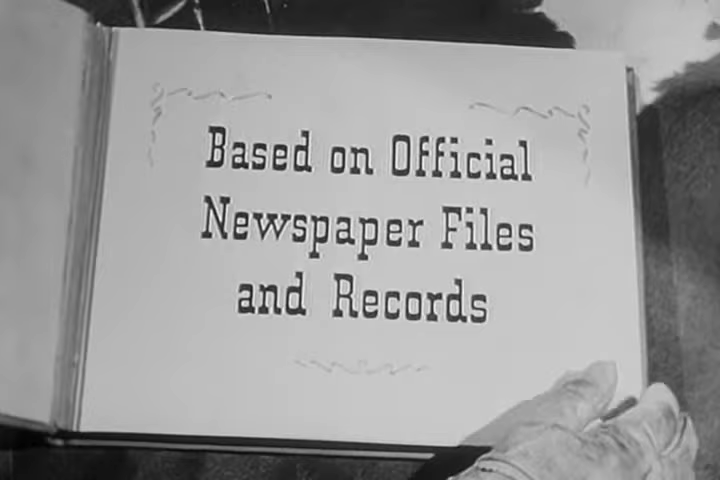 Based on Official
Newspaper Files
and Records